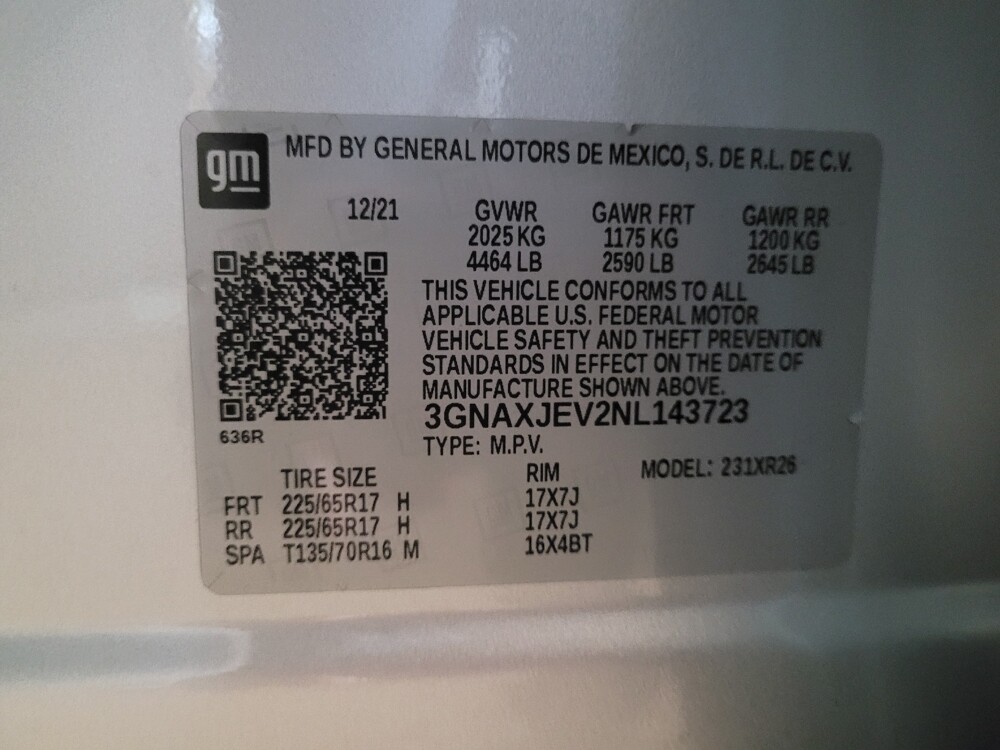 gm
MFD BY GENERAL MOTORS DE MEXICO, S. DE R.L. DE C.V.
12/21 GVWR GAWR FRT GAWR RR
2025 KG 1175 KG 1200 KG
4464 LB 2590 LB 2645 LB
THIS VEHICLE CONFORMS TO ALL
APPLICABLE U.S. FEDERAL MOTOR
VEHICLE SAFETY AND THEFT PREVENTION
STANDARDS IN EFFECT ON THE DATE OF
MANUFACTURE SHOWN ABOVE.
3GNAXJEV2NL143723
636R
TYPE: M.P.V.
TIRE SIZE RIM MODEL: 231XR26
FRT 225/65R17 H 17X7J
RR 225/65R17 H 17X7J
SPA T135/70R16 M 16X4BT